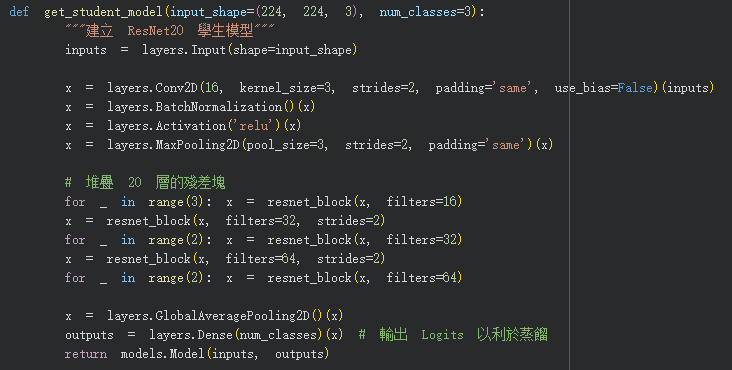 def get_student_model(input_shape=(224, 224, 3), num_classes=3):
"""建立 ResNet20 學生模型"""
inputs = layers.Input(shape=input_shape)
x = layers.Conv2D(16, kernel_size=3, strides=2, padding='same', use_bias=False)(inputs)
x = layers.BatchNormalization()(x)
x = layers.Activation('relu')(x)
x = layers.MaxPooling2D(pool_size=3, strides=2, padding='same')(x)
# 堆疊 20 層的殘差塊
for _ in range(3): x = resnet_block(x, filters=16)
x = resnet_block(x, filters=32, strides=2)
for _ in range(2): x = resnet_block(x, filters=32)
x = resnet_block(x, filters=64, strides=2)
for _ in range(2): x = resnet_block(x, filters=64)
x = layers.GlobalAveragePooling2D()(x)
outputs = layers.Dense(num_classes)(x) # 輸出 Logits 以利於蒸餾
return models.Model(inputs, outputs)